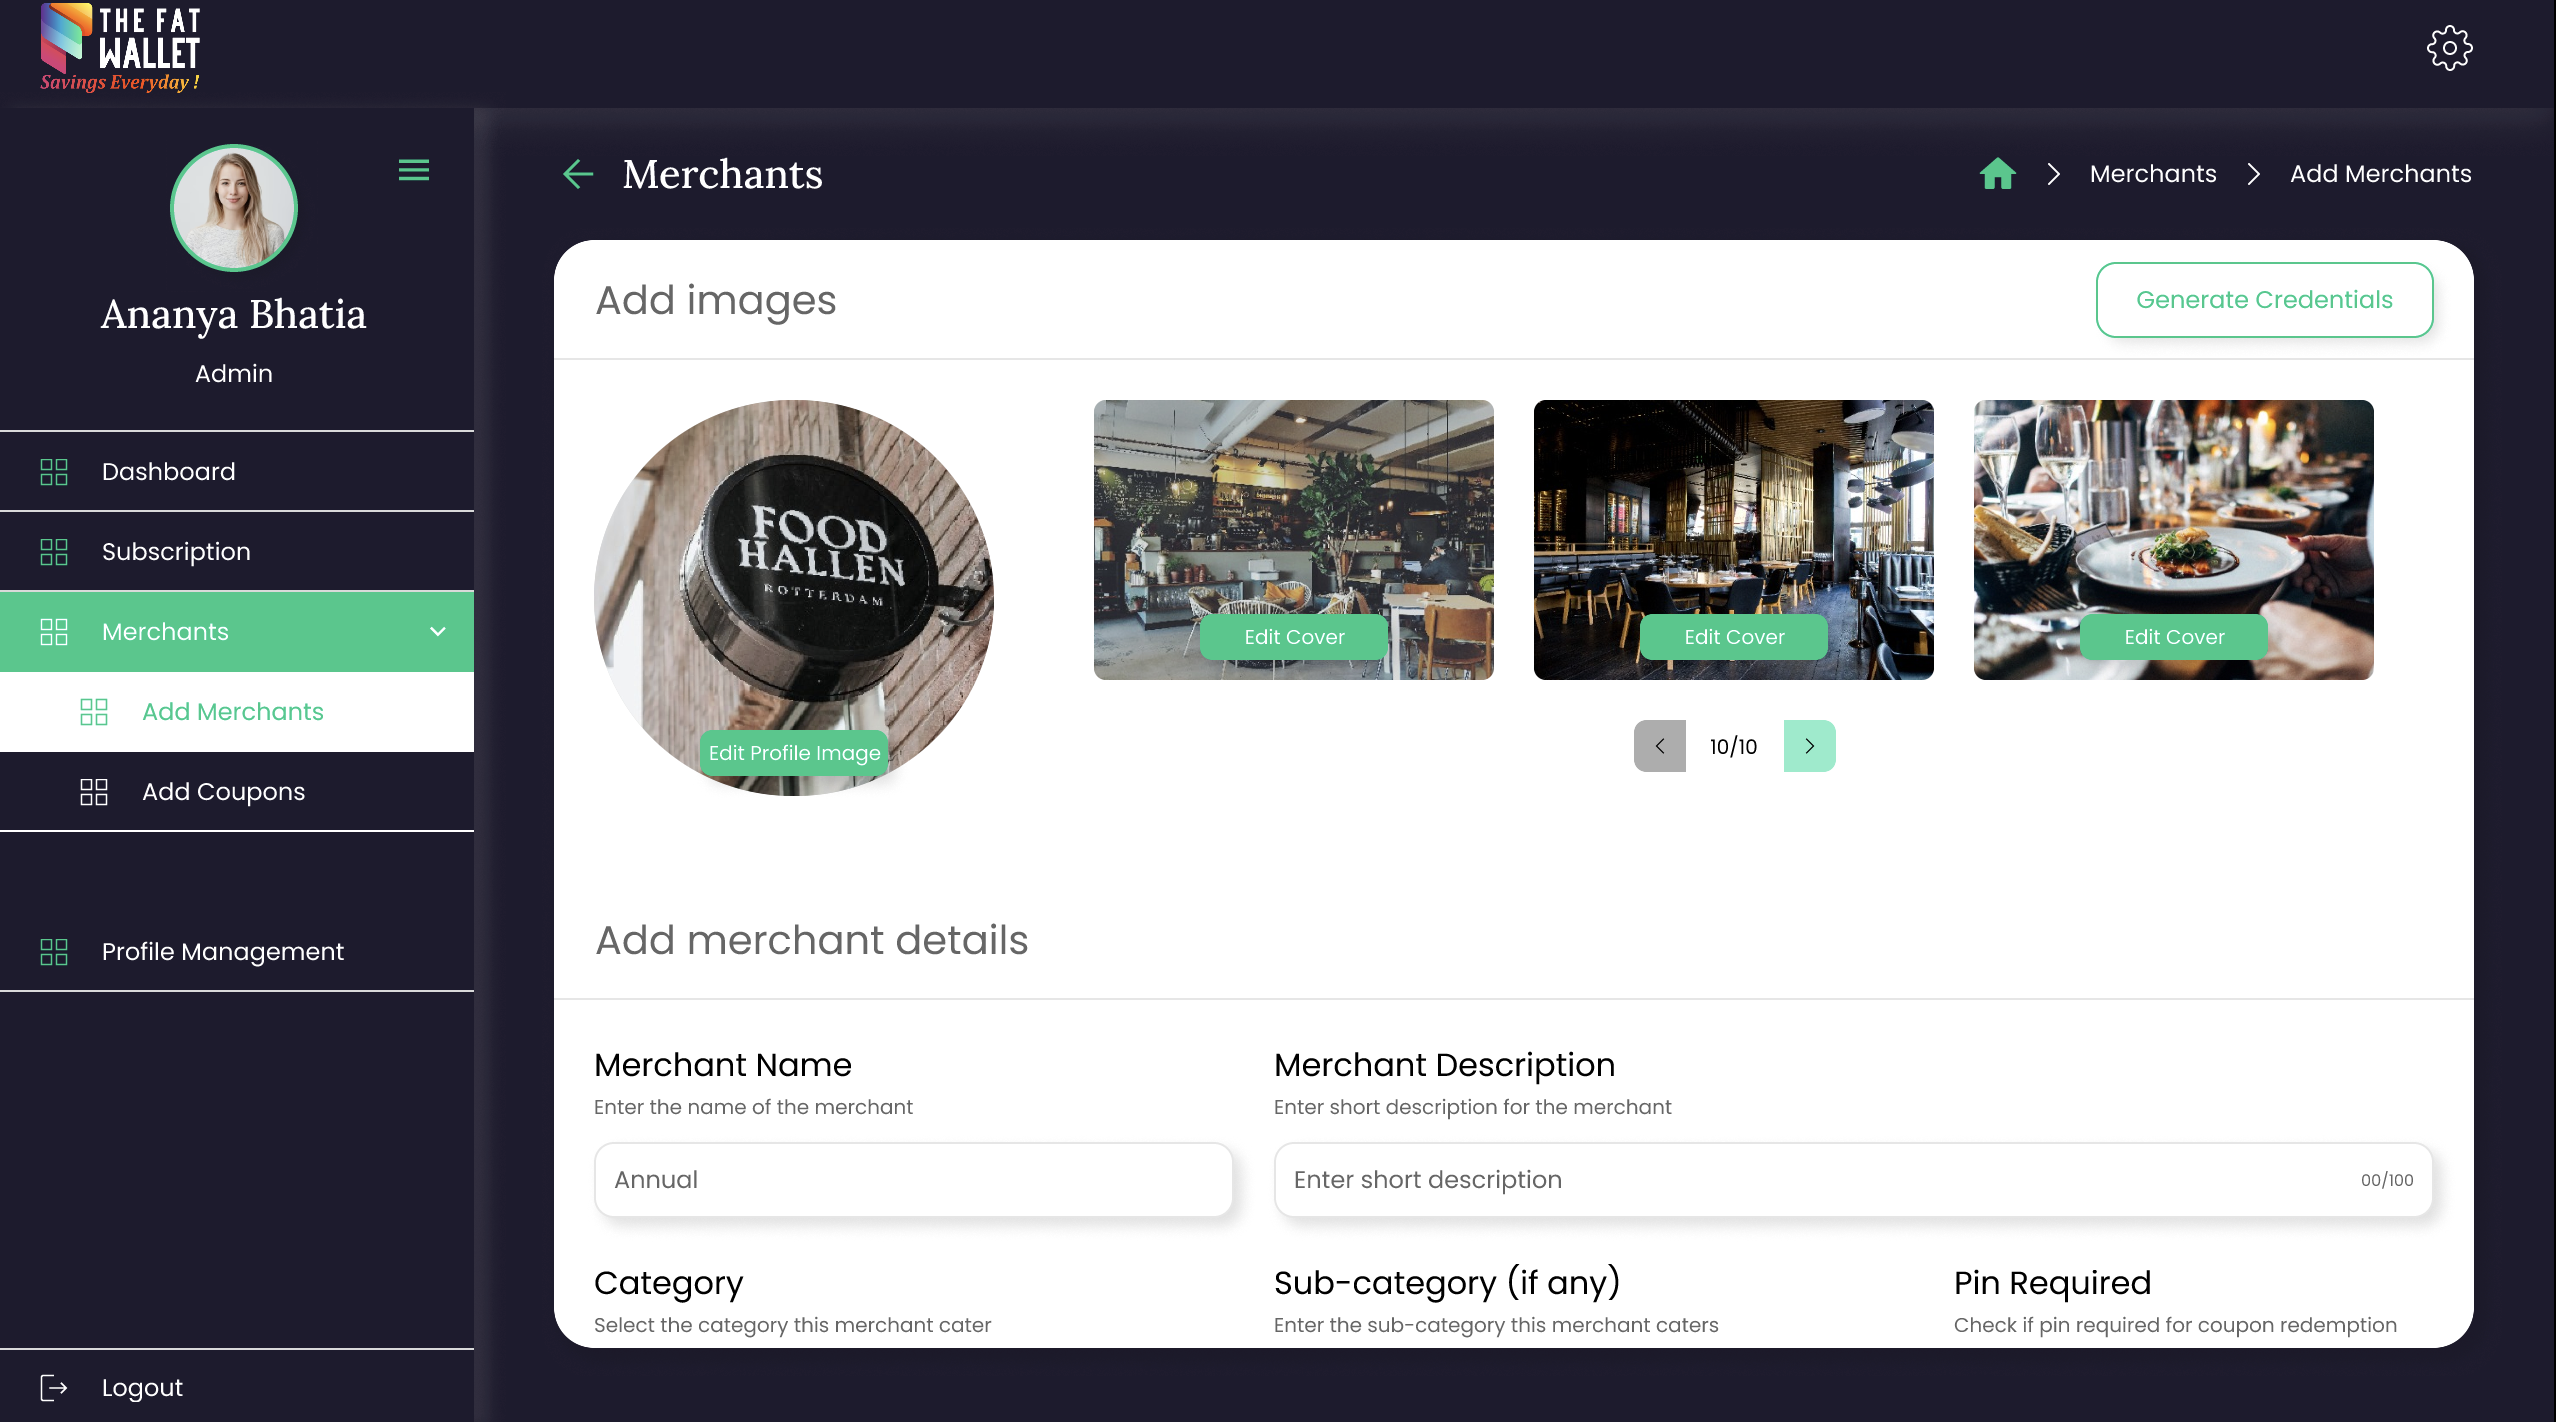 THE FAT
WALLET
Savings Everyday !
Ananya Bhatia
Admin
Dashboard
Subscription
Merchants
Add Merchants
Add Coupons
Profile Management
Logout
Merchants
Merchants
Add Merchants
Add images
Generate Credentials
FOOD
HALLEN
ROTTERDAM
Edit Profile Image
Edit Cover
Edit Cover
Edit Cover
10/10
Add merchant details
Merchant Name
Enter the name of the merchant
Annual
Merchant Description
Enter short description for the merchant
Enter short description
00/100
Category
Select the category this merchant cater
Sub-category (if any)
Enter the sub-category this merchant caters
Pin Required
Check if pin required for coupon redemption